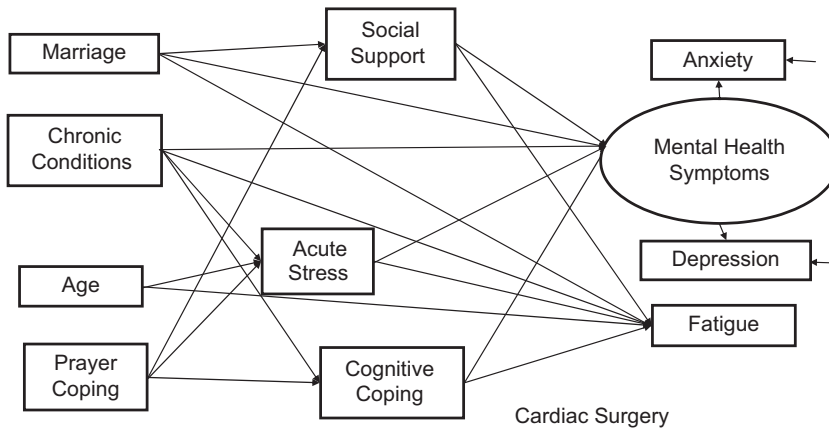 Marriage
Social
Support
Anxiety
Chronic
Conditions
Mental Health
Symptoms
Acute
Stress
Depression
Age
Fatigue
Prayer
Coping
Cognitive
Coping
Cardiac Surgery